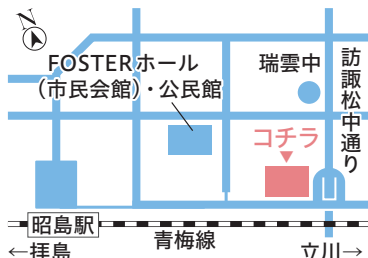 N
FOSTERホール
（市民会館）・公民館
瑞雲中
訪諏松中通り
コチラ
昭島駅
青梅線
←拝島
立川→